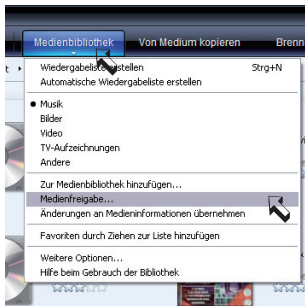 Medienbibliothek Von Medium kopieren Brenn
Wiedergabeliste erstellen Strg+N
Automatische Wiedergabeliste erstellen
Musik
Bilder
Video
TV-Aufzeichnungen
Andere
Zur Medienbibliothek hinzufügen...
Medienfreigabe...
Änderungen an Medieninformationen übernehmen
Favoriten durch Ziehen zur Liste hinzufügen
Weitere Optionen...
Hilfe beim Gebrauch der Bibliothek